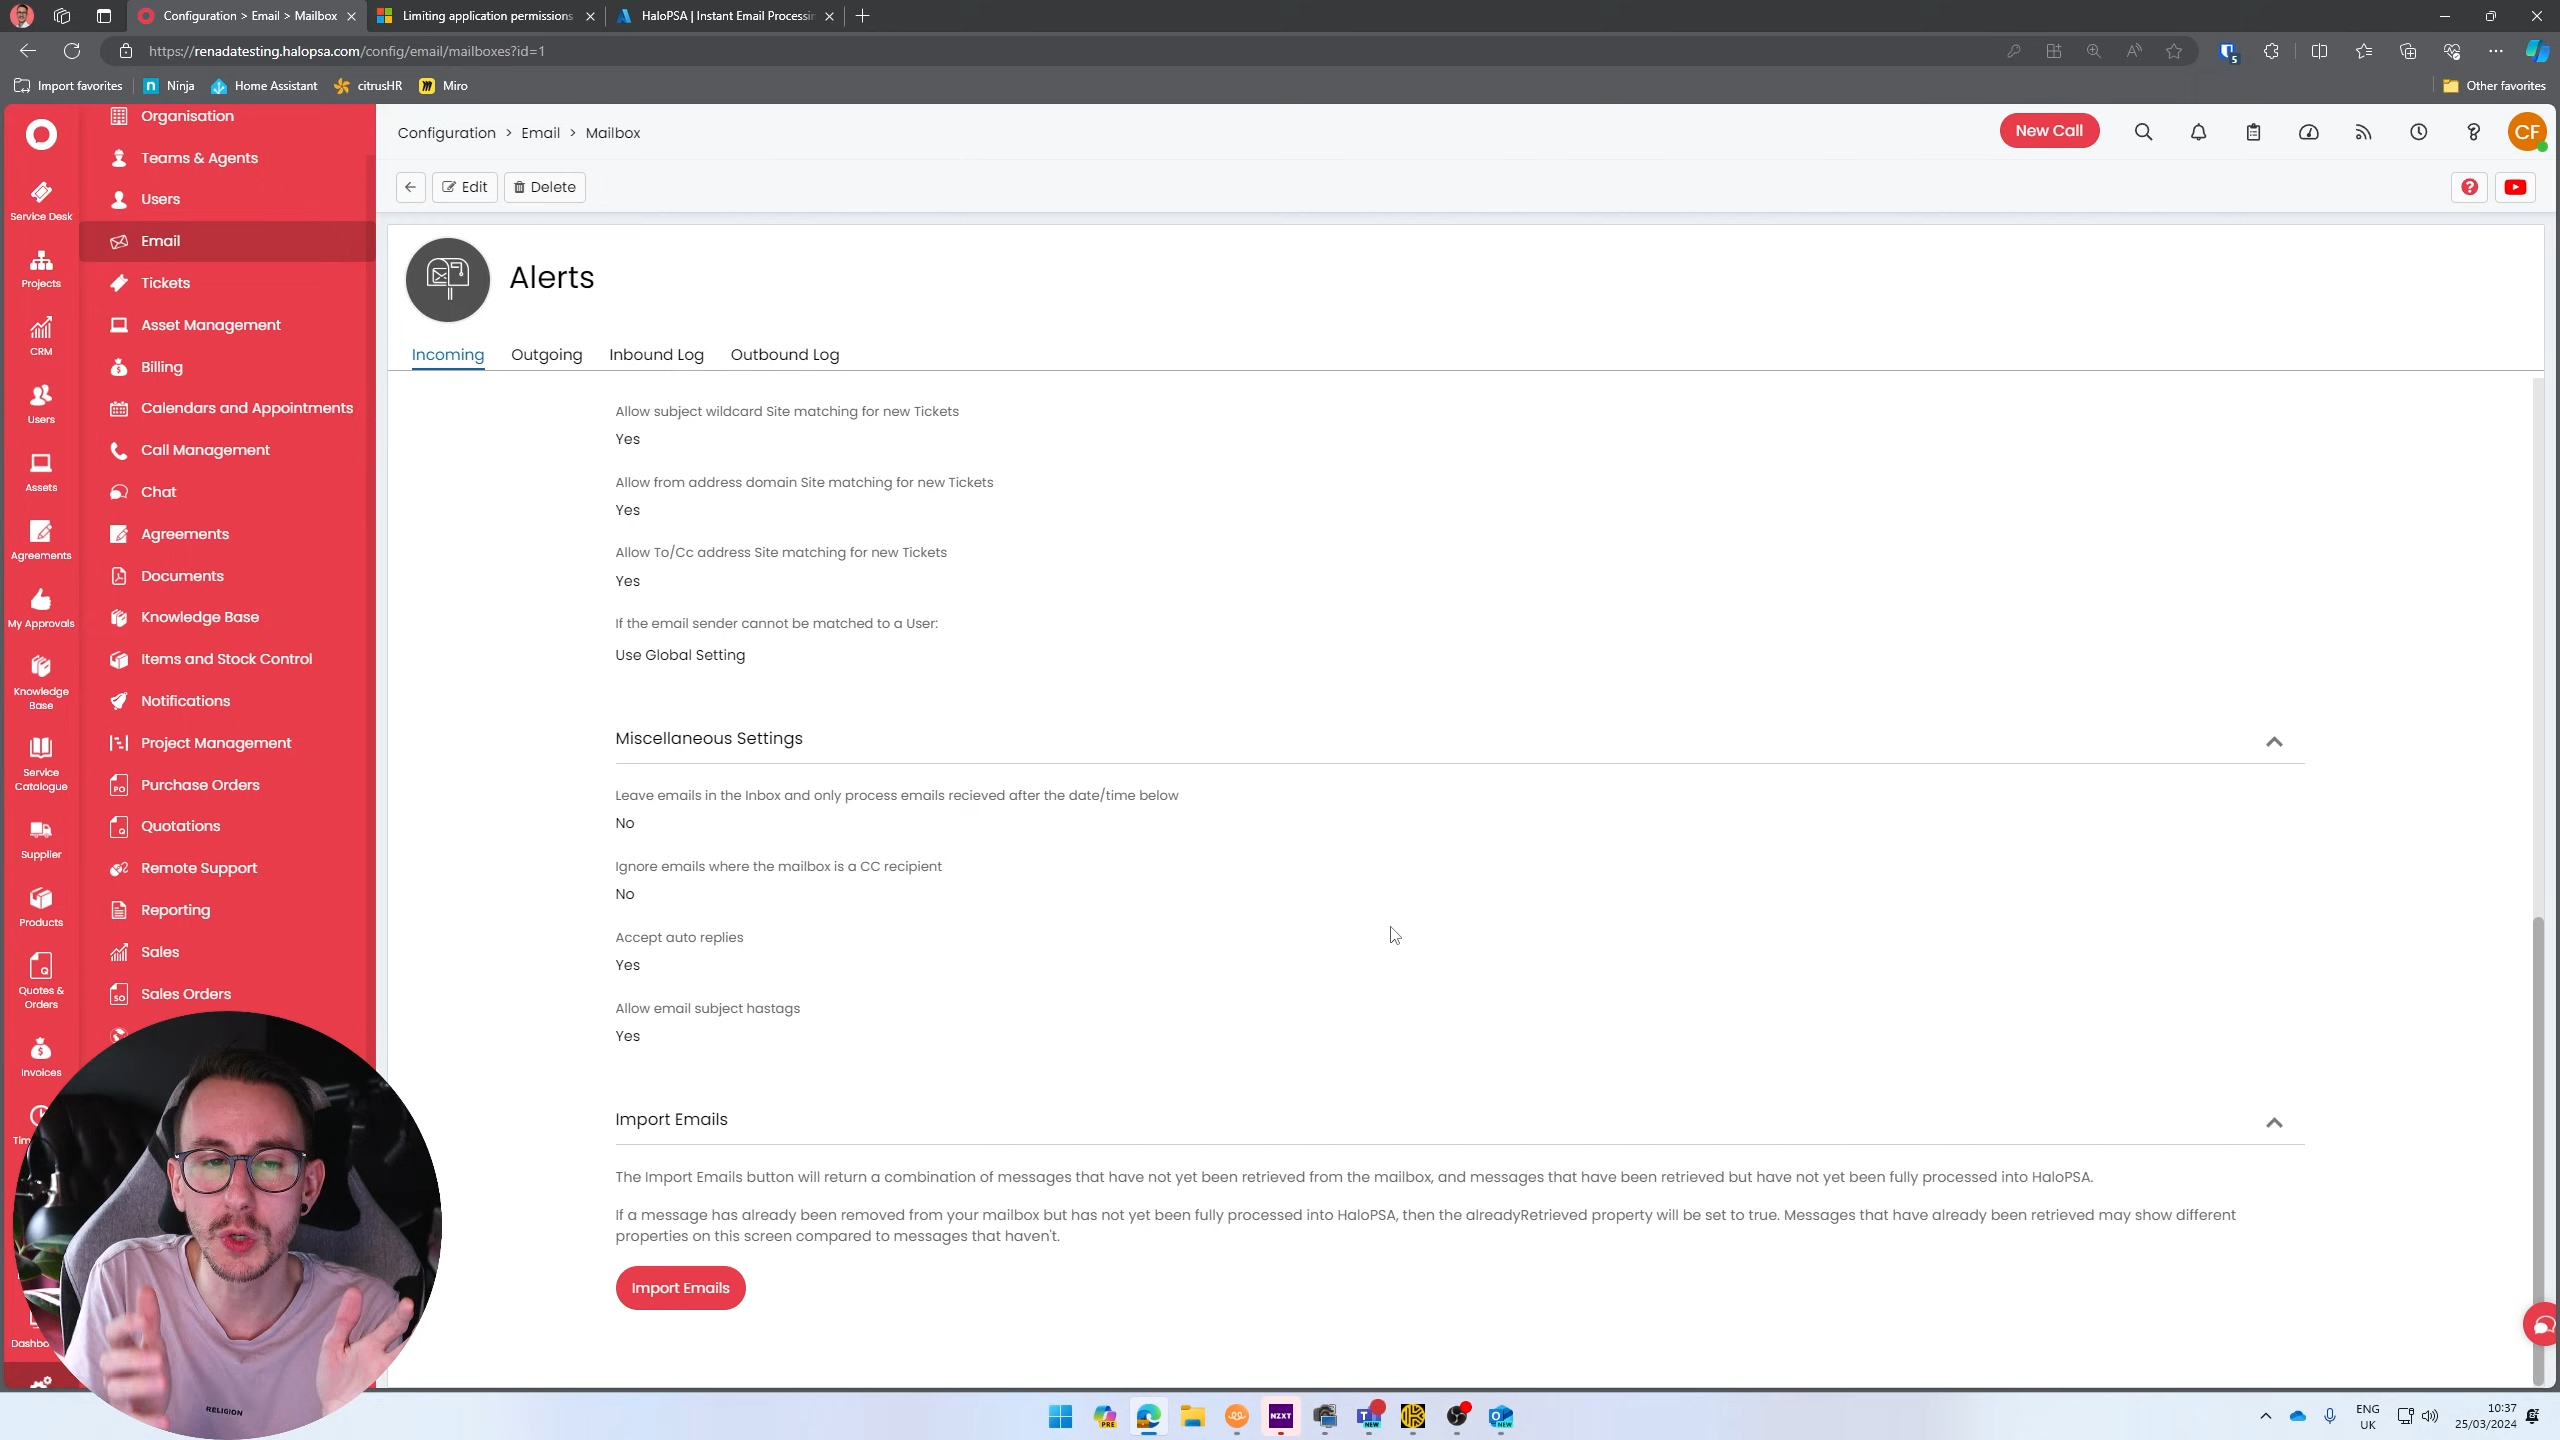 Configuration > Email > Mailbox
Limiting application permissions
HaloPSA | Instant Email Processin
https://renadatesting.halopsa.com/config/email/mailboxes?id=1
5
Import favorites
Ninja
Home Assistant
citrusHR
Miro
Other favorites
Service Desk
Projects
CRM
Users
Assets
Agreements
My Approvals
Knowledge
Base
Service
Catalogue
Supplier
Products
Quotes &
Orders
Invoices
Organisation
Teams & Agents
Users
Email
Tickets
Asset Management
Billing
Calendars and Appointments
Call Management
Chat
Agreements
Documents
Knowledge Base
Items and Stock Control
Notifications
Project Management
PO
Purchase Orders
Q
Quotations
Remote Support
Reporting
Sales
SO
Sales Orders
Configuration > Email > Mailbox
New Call
CF
Edit
Delete
Alerts
Incoming
Outgoing
Inbound Log
Outbound Log
Allow subject wildcard Site matching for new Tickets
Yes
Allow from address domain Site matching for new Tickets
Yes
Allow To/Cc address Site matching for new Tickets
Yes
If the email sender cannot be matched to a User:
Use Global Setting
Miscellaneous Settings
Leave emails in the Inbox and only process emails recieved after the date/time below
No
Ignore emails where the mailbox is a CC recipient
No
Accept auto replies
Yes
Allow email subject hastags
Yes
Import Emails
The Import Emails button will return a combination of messages that have not yet been retrieved from the mailbox, and messages that have been retrieved but have not yet been fully processed into HaloPSA.
If a message has already been removed from your mailbox but has not yet been fully processed into HaloPSA, then the alreadyRetrieved property will be set to true. Messages that have already been retrieved may show different
properties on this screen compared to messages that haven't.
Import Emails
RELIGION
PRE
NZXT
NEW
NEW
ENG
UK
10:37
25/03/2024